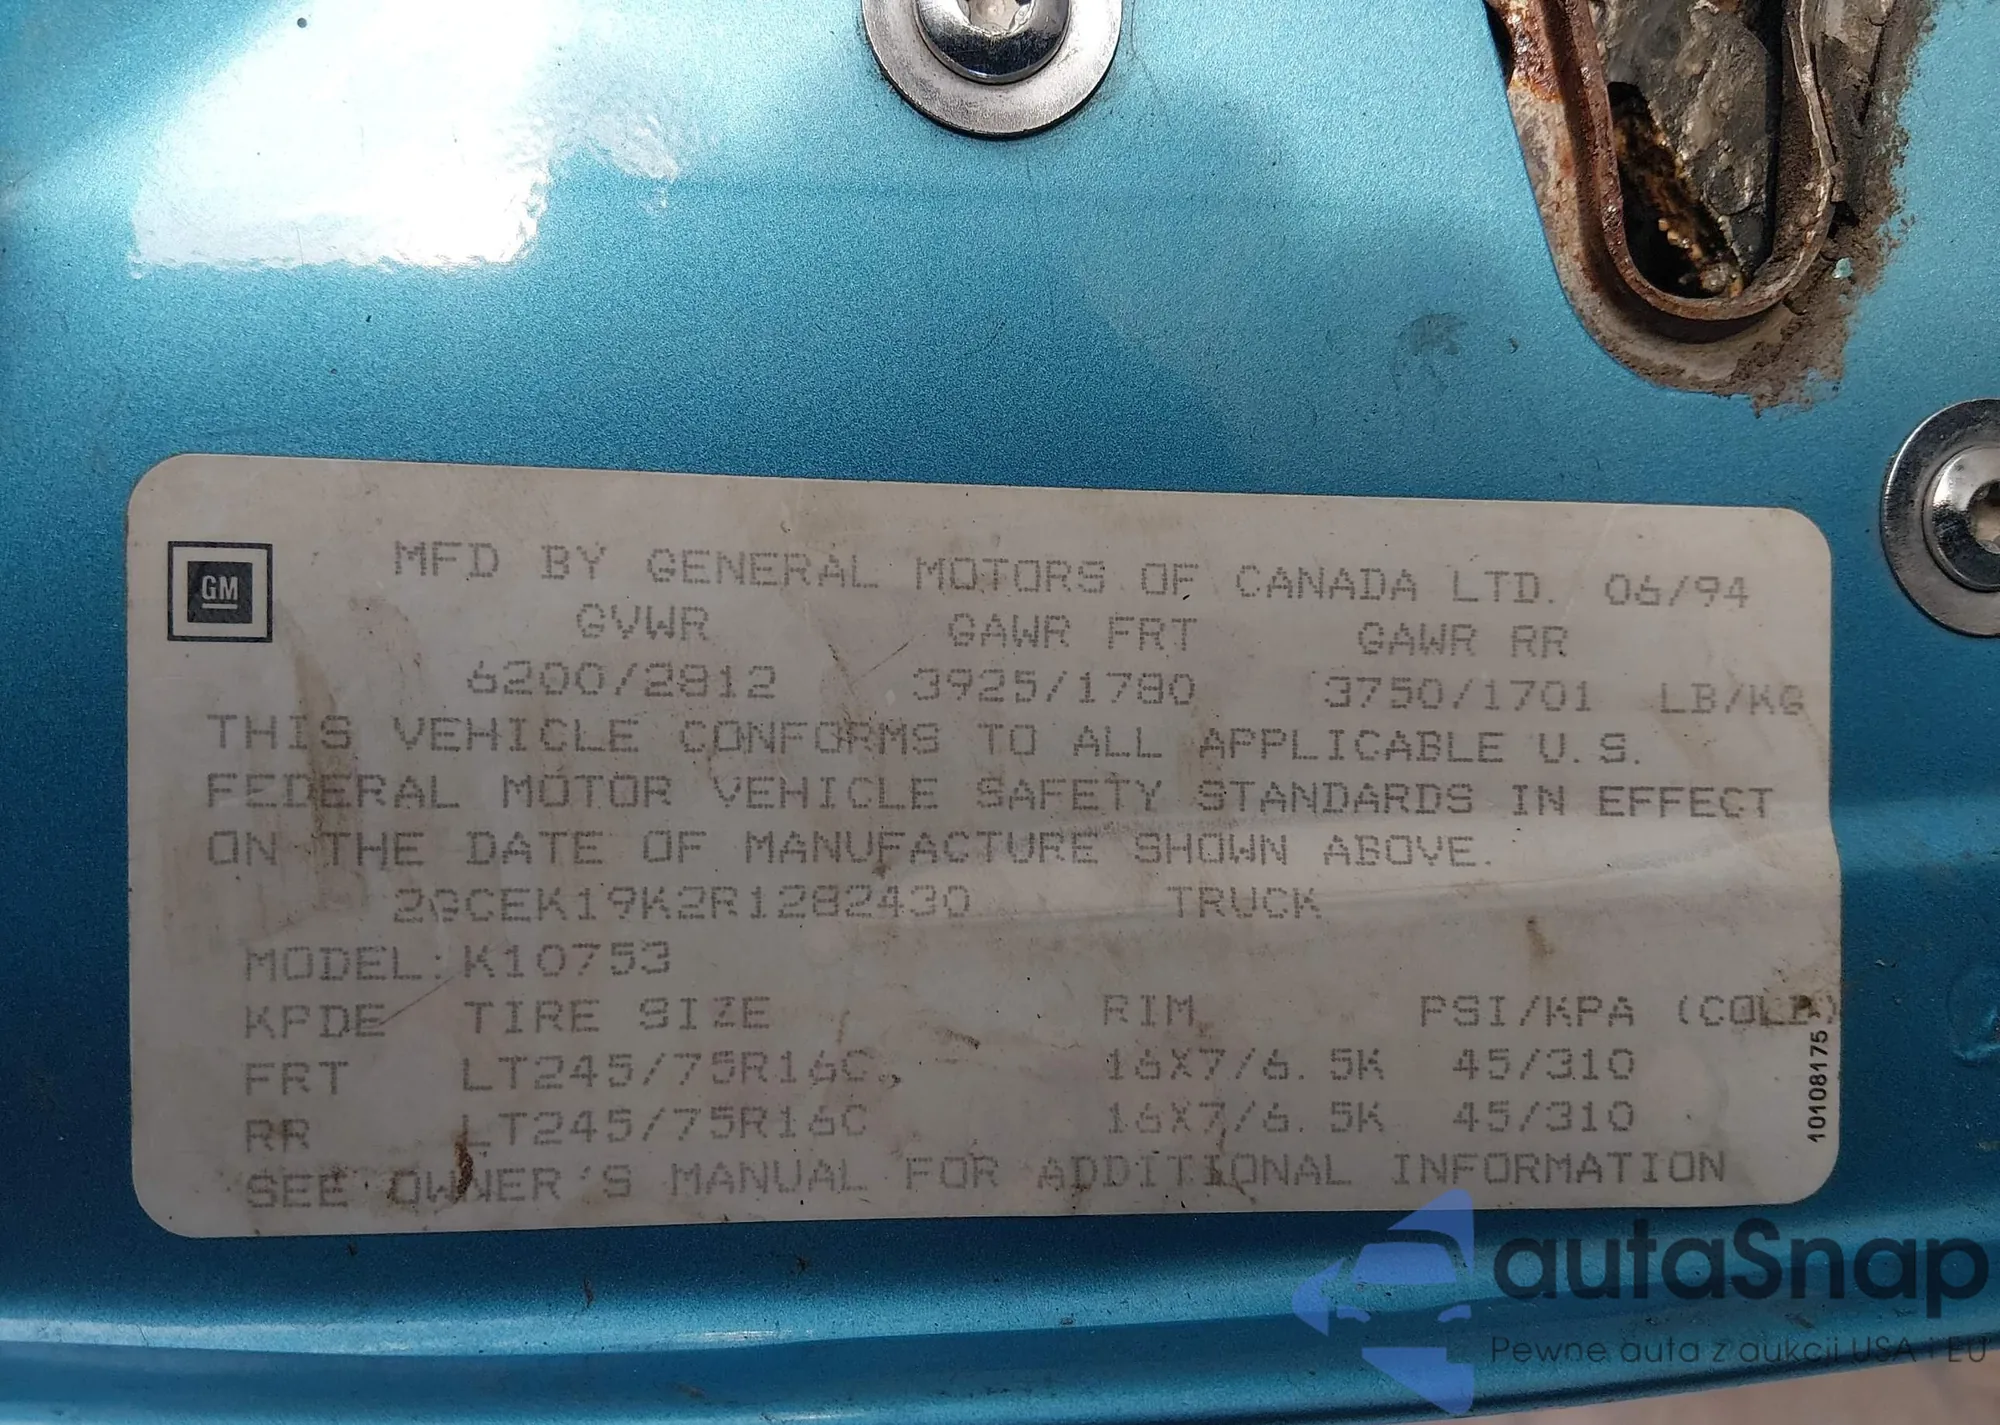 GM
MFD BY GENERAL MOTORS OF CANADA LTD. 06/94
GVWR GAWR FRT GAWR RR
6200/2812 3925/1780 3750/1701 LB/KG
THIS VEHICLE CONFORMS TO ALL APPLICABLE U.S.
FEDERAL MOTOR VEHICLE SAFETY STANDARDS IN EFFECT
ON THE DATE OF MANUFACTURE SHOWN ABOVE.
2GCEK19K2R1282430 TRUCK
MODEL: K10753
KPDE TIRE SIZE RIM PSI/KPA (COLD)
FRT LT245/75R16C, 16X7/6.5K 45/310
RR LT245/75R16C 16X7/6.5K 45/310
SEE OWNER'S MANUAL FOR ADDITIONAL INFORMATION
10108175
autaSnap
Pewne auta z aukcji USA i EU